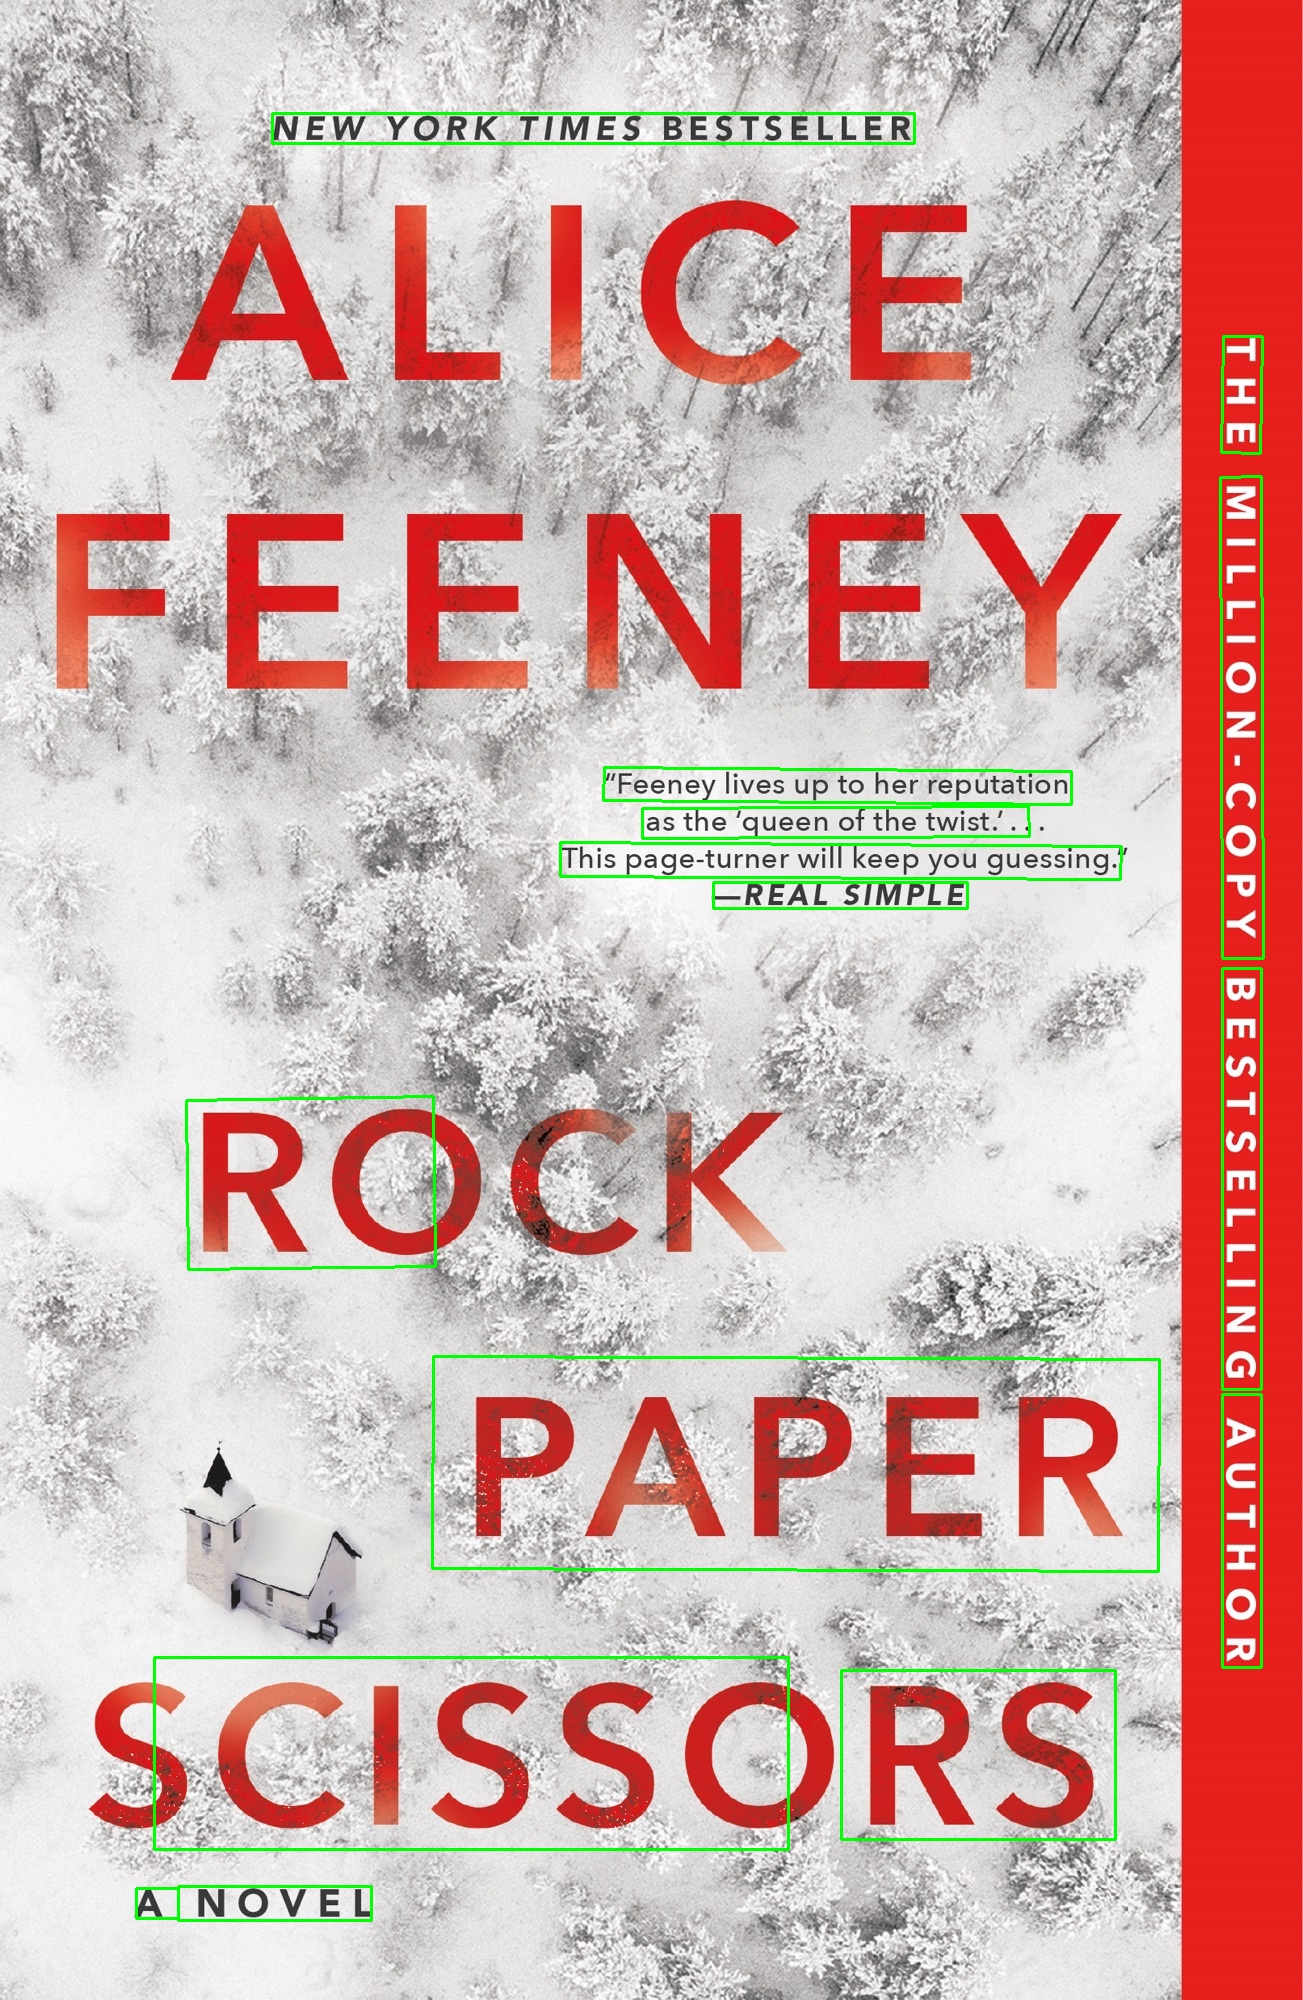 NEW YORK TIMES BESTSELLER
ALICE
FEENEY
“Feeney lives up to her reputation
as the ‘queen of the twist.’ . . .
This page-turner will keep you guessing.”
—REAL SIMPLE
ROCK
PAPER
SCISSORS
A NOVEL
THE MILLION-COPY BESTSELLING AUTHOR